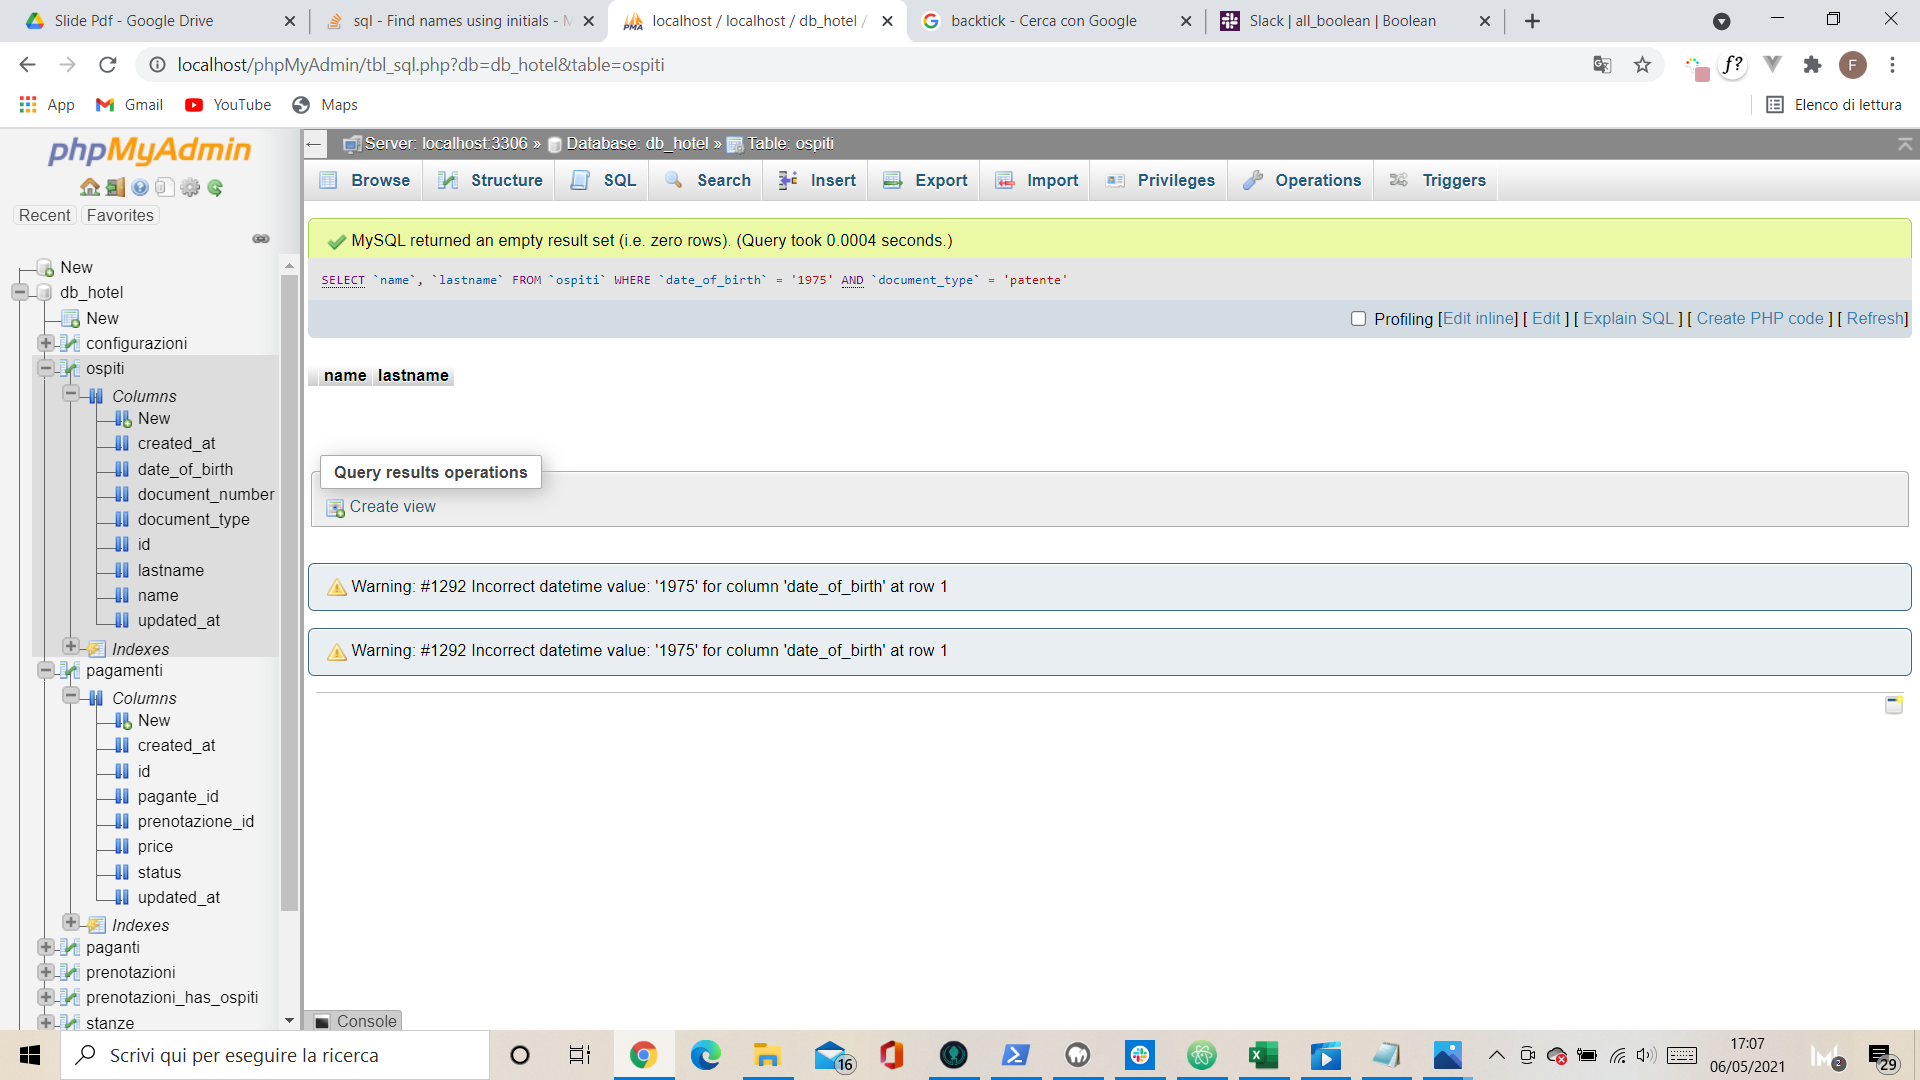 Slide Pdf - Google Drive
sql - Find names using initials - M
localhost / localhost / db_hotel /
backtick - Cerca con Google
Slack | all_boolean | Boolean
localhost/phpMyAdmin/tbl_sql.php?db=db_hotel&table=ospiti
f?
F
App
Gmail
YouTube
Maps
Elenco di lettura
phpMyAdmin
Recent
Favorites
New
db_hotel
New
configurazioni
ospiti
Columns
New
created_at
date_of_birth
document_number
document_type
id
lastname
name
updated_at
Indexes
pagamenti
Columns
New
created_at
id
pagante_id
prenotazione_id
price
status
updated_at
Indexes
paganti
prenotazioni
prenotazioni_has_ospiti
stanze
Server: localhost:3306 » Database: db_hotel » Table: ospiti
Browse
Structure
SQL
Search
Insert
Export
Import
Privileges
Operations
Triggers
MySQL returned an empty result set (i.e. zero rows). (Query took 0.0004 seconds.)
SELECT `name`, `lastname` FROM `ospiti` WHERE `date_of_birth` = '1975' AND `document_type` = 'patente'
Profiling [Edit inline] [ Edit ] [ Explain SQL ] [ Create PHP code ] [ Refresh]
name lastname
Query results operations
Create view
Warning: #1292 Incorrect datetime value: '1975' for column 'date_of_birth' at row 1
Warning: #1292 Incorrect datetime value: '1975' for column 'date_of_birth' at row 1
Console
Scrivi qui per eseguire la ricerca
16
17:07
06/05/2021
2
29